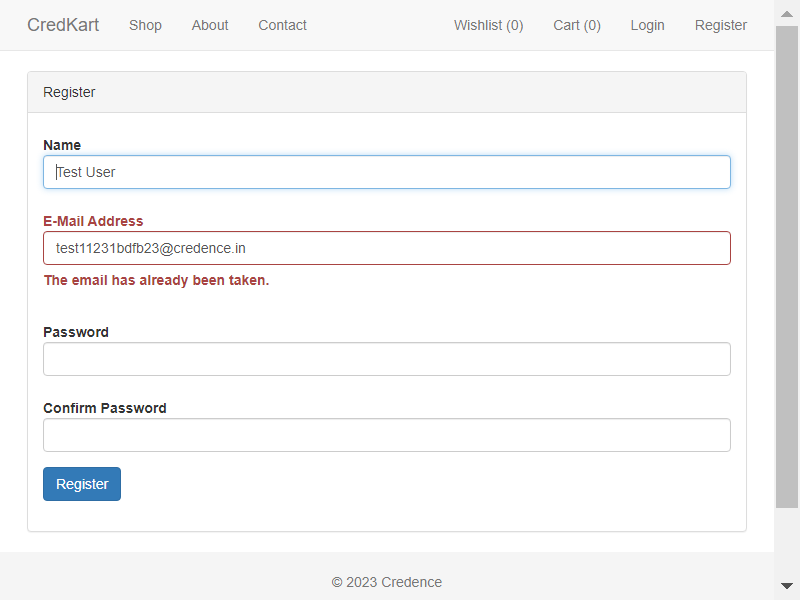 CredKart Shop About Contact Wishlist (0) Cart (0) Login Register
Register
Name
Test User
E-Mail Address
test11231bdfb23@credence.in
The email has already been taken.
Password
Confirm Password
Register
© 2023 Credence